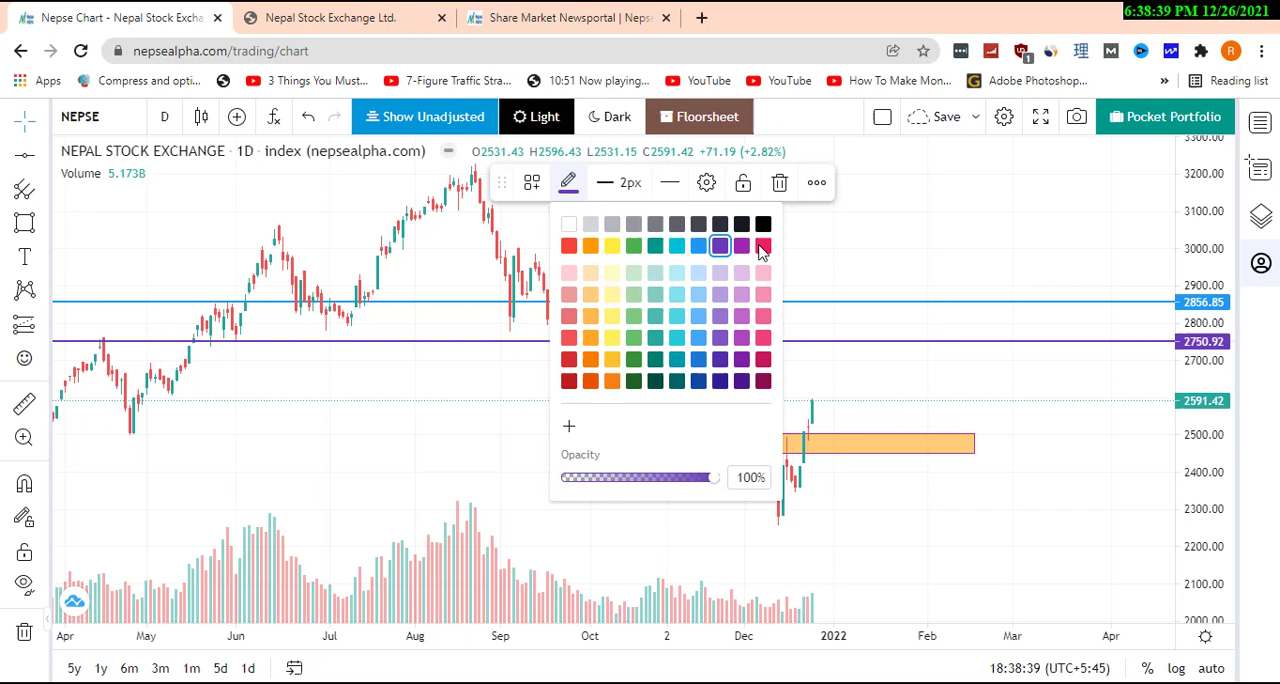 6:38:39 PM 12/26/2021
Nepse Chart - Nepal Stock Excha
Nepal Stock Exchange Ltd.
Share Market Newsportal | Neps
nepsealpha.com/trading/chart
Apps
Compress and opti...
3 Things You Must...
7-Figure Traffic Stra...
10:51 Now playing...
YouTube
YouTube
How To Make Mon...
Adobe Photoshop...
»
Reading list
NEPSE
D
Show Unadjusted
Light
Dark
Floorsheet
Save
Pocket Portfolio
NEPAL STOCK EXCHANGE · 1D · index (nepsealpha.com)
O2531.43 H2596.43 L2531.15 C2591.42 +71.19 (+2.82%)
Volume 5.173B
2px
Opacity
100%
3300.00
3200.00
3100.00
3000.00
2900.00
2856.85
2800.00
2750.92
2700.00
2591.42
2500.00
2400.00
2300.00
2200.00
2100.00
2000.00
Apr
May
Jun
Jul
Aug
Sep
Oct
2
Dec
2022
Feb
Mar
Apr
5y
1y
6m
3m
1m
5d
1d
18:38:39 (UTC+5:45)
%
log
auto